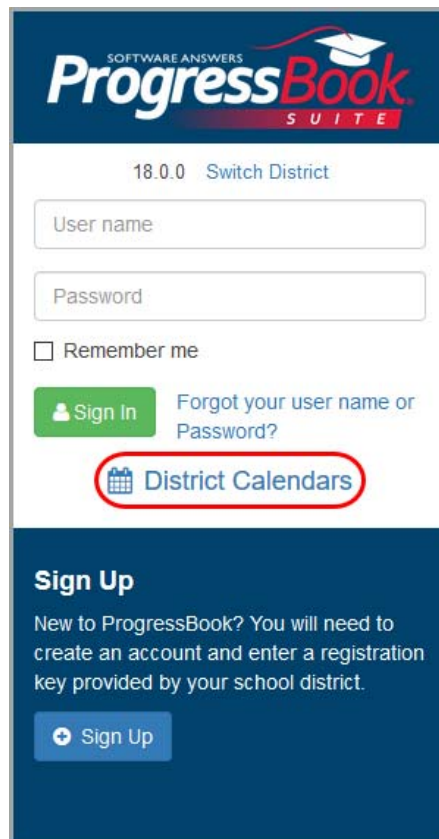 SOFTWARE ANSWERS
ProgressBook
SUITE
18.0.0 Switch District
User name
Password
Remember me
Sign In
Forgot your user name or
Password?
District Calendars
Sign Up
New to ProgressBook? You will need to
create an account and enter a registration
key provided by your school district.
Sign Up